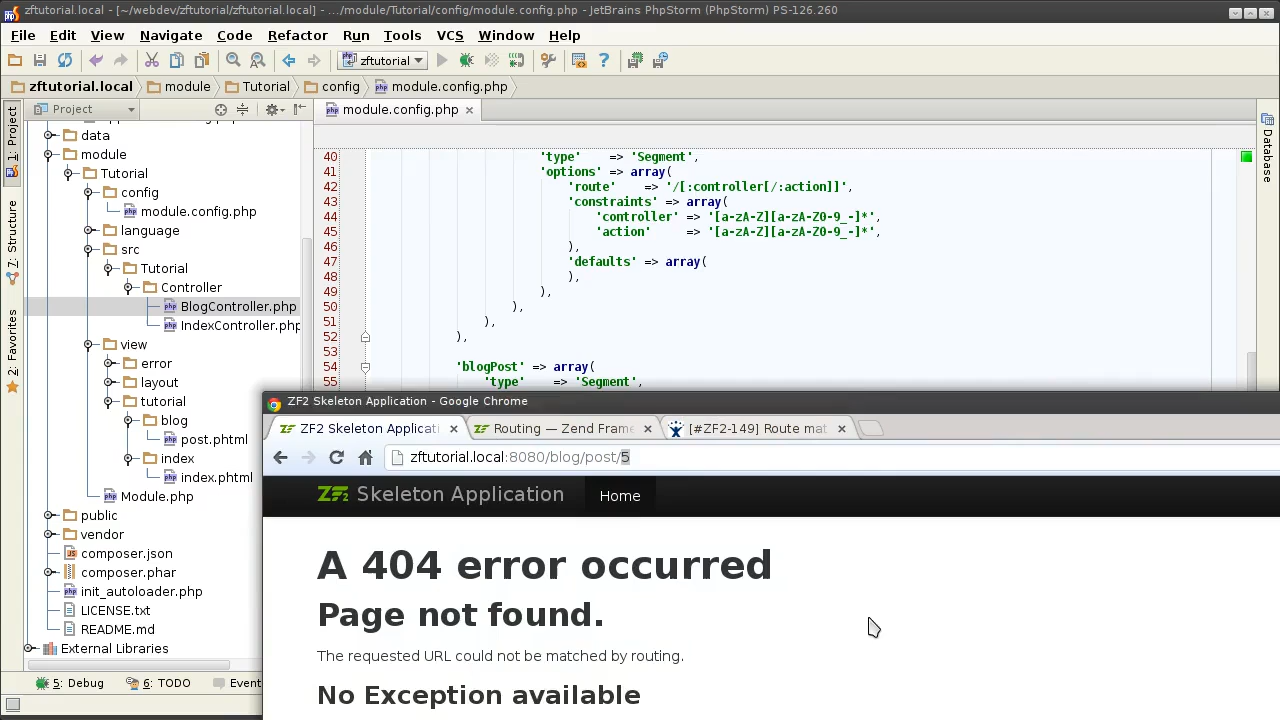 zftutorial.local - [~/webdev/zftutorial/zftutorial.local] - .../module/Tutorial/config/module.config.php - JetBrains PhpStorm (PhpStorm) PS-126.260
File Edit View Navigate Code Refactor Run Tools VCS Window Help
zftutorial
zftutorial.local module Tutorial config module.config.php
Project
module.config.php
1: Project
7: Structure
2: Favorites
Database
data
module
Tutorial
config
module.config.php
language
src
Tutorial
Controller
BlogController.php
IndexController.php
view
error
layout
tutorial
blog
post.phtml
index
index.phtml
Module.php
public
vendor
composer.json
composer.phar
init_autoloader.php
LICENSE.txt
README.md
External Libraries
5: Debug 6: TODO Event
40 'type' => 'Segment',
41 'options' => array(
42 'route' => '/[:controller[/:action]]',
43 'constraints' => array(
44 'controller' => '[a-zA-Z][a-zA-Z0-9_-]*',
45 'action' => '[a-zA-Z][a-zA-Z0-9_-]*',
46 ),
47 'defaults' => array(
48 ),
49 ),
50 ),
51 ),
52 ),
53
54 'blogPost' => array(
55 'type' => 'Segment',
ZF2 Skeleton Application - Google Chrome
ZF2 Skeleton Applicati Routing — Zend Frame [#ZF2-149] Route mat
zftutorial.local:8080/blog/post/5
ZF2 Skeleton Application Home
A 404 error occurred
Page not found.
The requested URL could not be matched by routing.
No Exception available